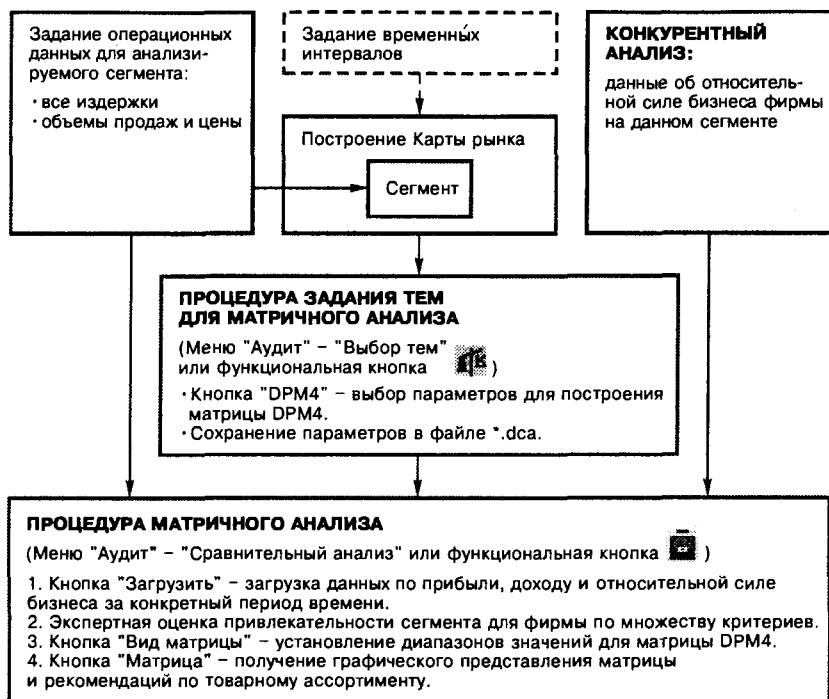 Задание операционных
данных для анализи-
руемого сегмента:
· все издержки
· объемы продаж и цены
Задание временны́х
интервалов
Построение Карты рынка
Сегмент
КОНКУРЕНТНЫЙ
АНАЛИЗ:
данные об относитель-
ной силе бизнеса фирмы
на данном сегменте
ПРОЦЕДУРА ЗАДАНИЯ ТЕМ
ДЛЯ МАТРИЧНОГО АНАЛИЗА
(Меню "Аудит" – "Выбор тем"
или функциональная кнопка )
· Кнопка "DPM4" – выбор параметров для построения
матрицы DPM4.
· Сохранение параметров в файле *.dca.
ПРОЦЕДУРА МАТРИЧНОГО АНАЛИЗА
(Меню "Аудит" – "Сравнительный анализ" или функциональная кнопка )
1. Кнопка "Загрузить" – загрузка данных по прибыли, доходу и относительной силе
бизнеса за конкретный период времени.
2. Экспертная оценка привлекательности сегмента для фирмы по множеству критериев.
3. Кнопка "Вид матрицы" – установление диапазонов значений для матрицы DPM4.
4. Кнопка "Матрица" – получение графического представления матрицы
и рекомендаций по товарному ассортименту.